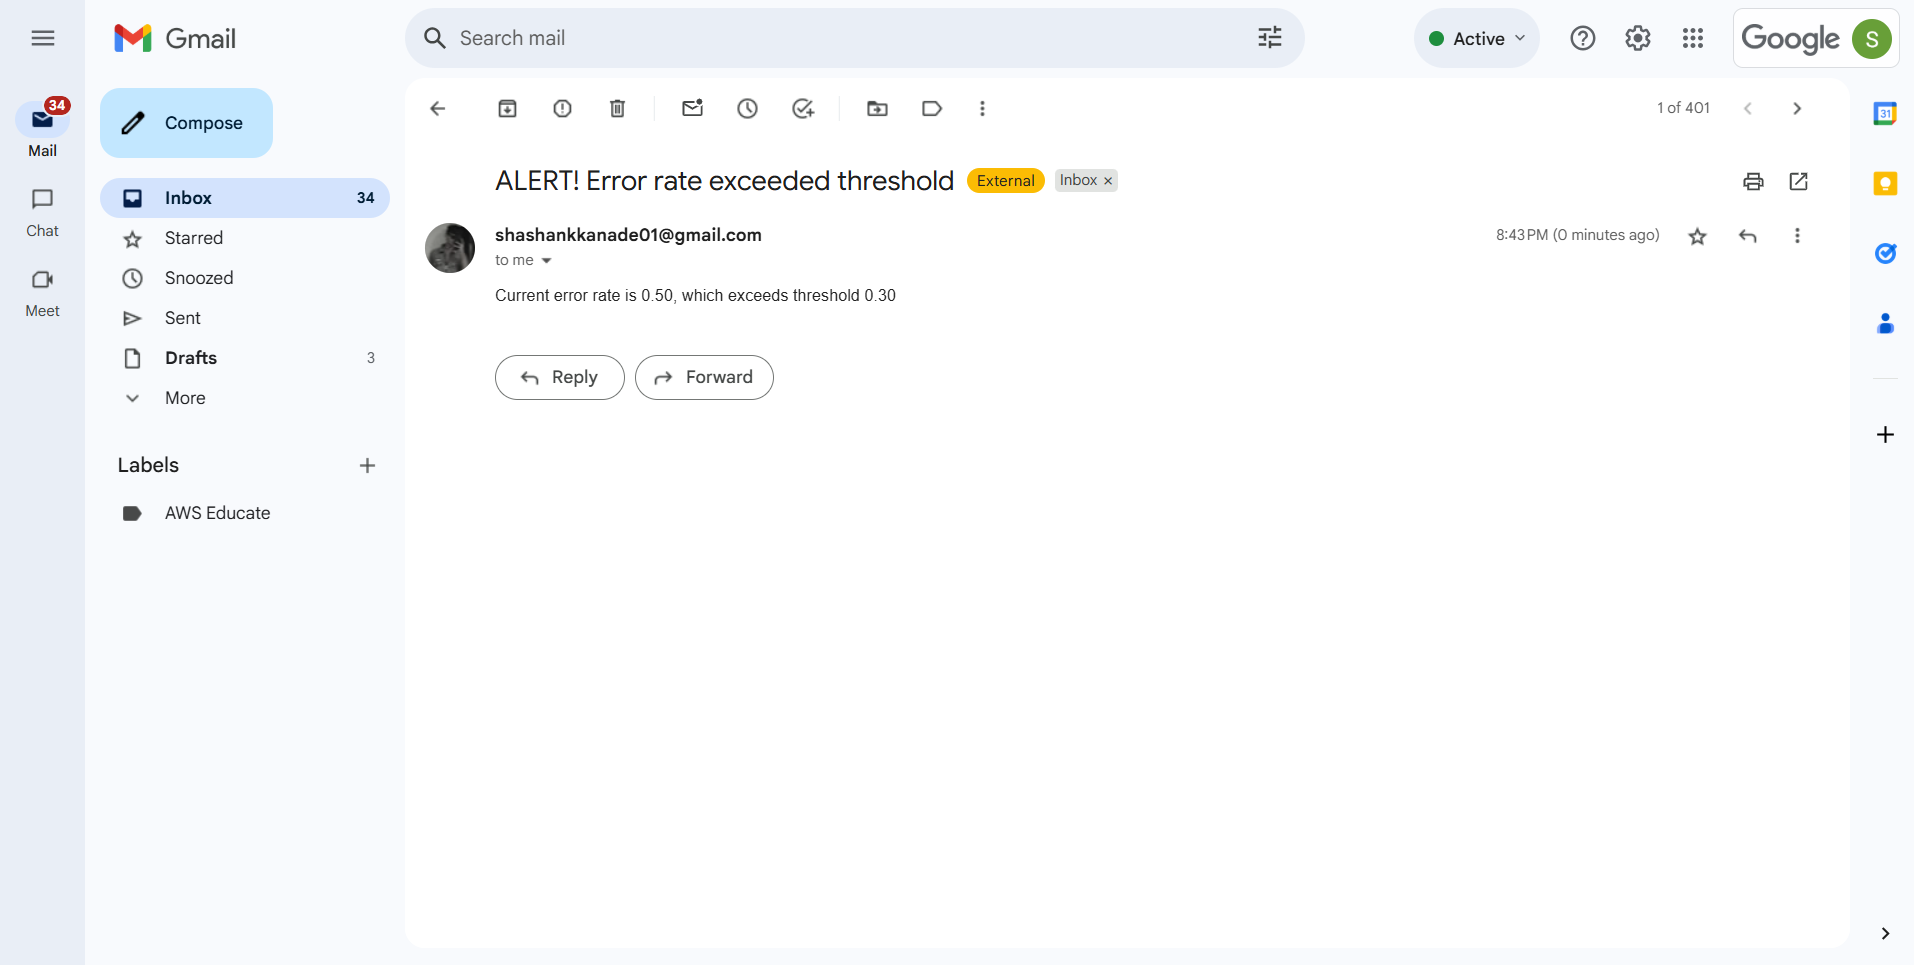 Gmail
Search mail
Active
Google
S
34
Mail
Chat
Meet
Compose
Inbox 34
Starred
Snoozed
Sent
Drafts 3
More
Labels
AWS Educate
1 of 401
ALERT! Error rate exceeded threshold External Inbox ×
shashankkanade01@gmail.com
8:43 PM (0 minutes ago)
to me
Current error rate is 0.50, which exceeds threshold 0.30
Reply
Forward
31